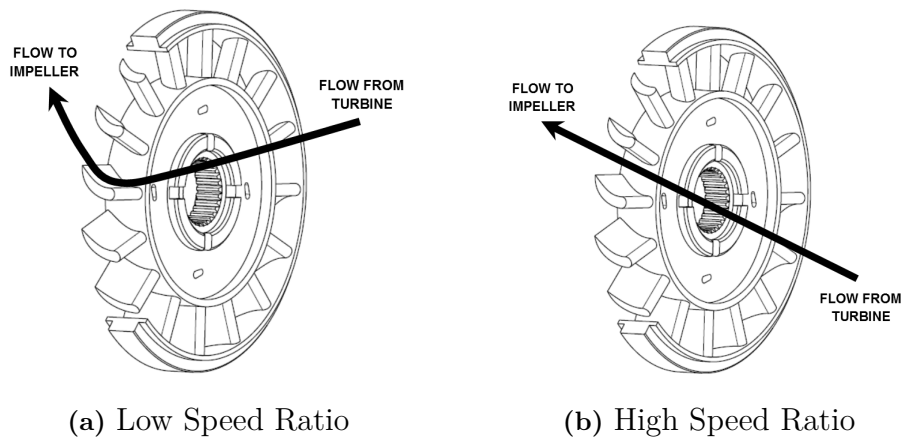 FLOW TO
IMPELLER
FLOW FROM
TURBINE
(a) Low Speed Ratio
FLOW TO
IMPELLER
FLOW FROM
TURBINE
(b) High Speed Ratio